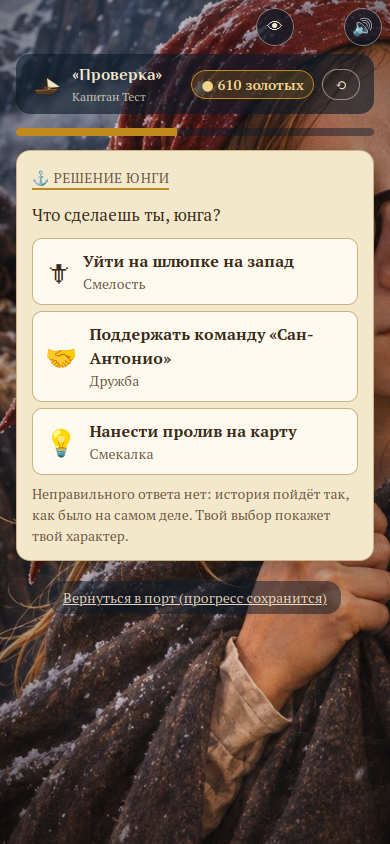 «Проверка»
Капитан Тест
610 золотых
⚓ РЕШЕНИЕ ЮНГИ
Что сделаешь ты, юнга?
Уйти на шлюпке на запад
Смелость
Поддержать команду «Сан-
Антонио»
Дружба
Нанести пролив на карту
Смекалка
Неправильного ответа нет: история пойдёт так,
как было на самом деле. Твой выбор покажет
твой характер.
Вернуться в порт (прогресс сохранится)